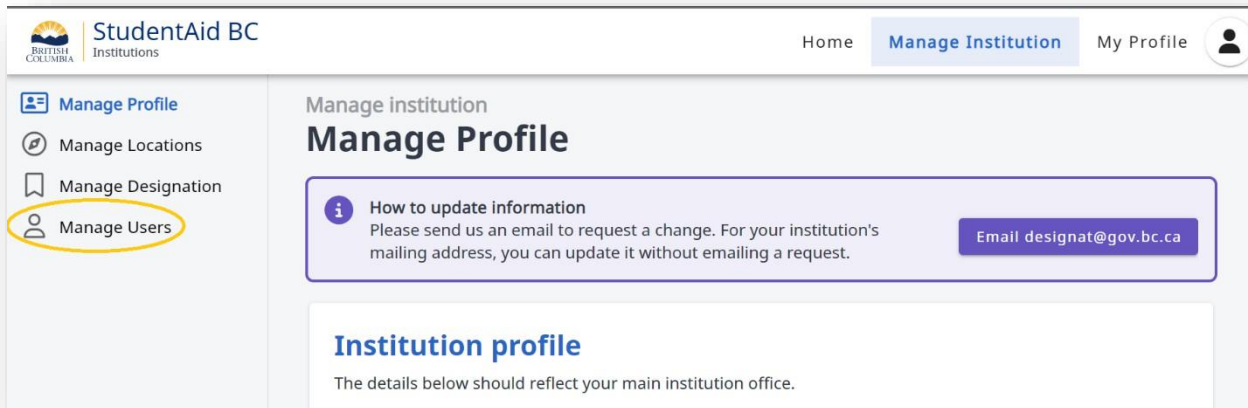 StudentAid BC
Institutions
BRITISH
COLUMBIA
Home
Manage Institution
My Profile
Manage Profile
Manage Locations
Manage Designation
Manage Users
Manage institution
Manage Profile
How to update information
Please send us an email to request a change. For your institution's
mailing address, you can update it without emailing a request.
Email designat@gov.bc.ca
Institution profile
The details below should reflect your main institution office.